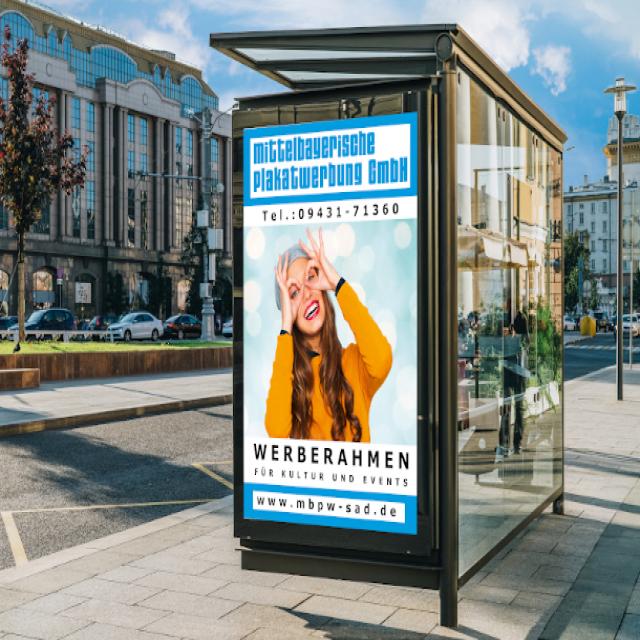 mittelbayerische
plakatwerbung GmbH
Tel.:09431-71360
WERBERAHMEN
FÜR KULTUR UND EVENTS
www.mbpw-sad.de